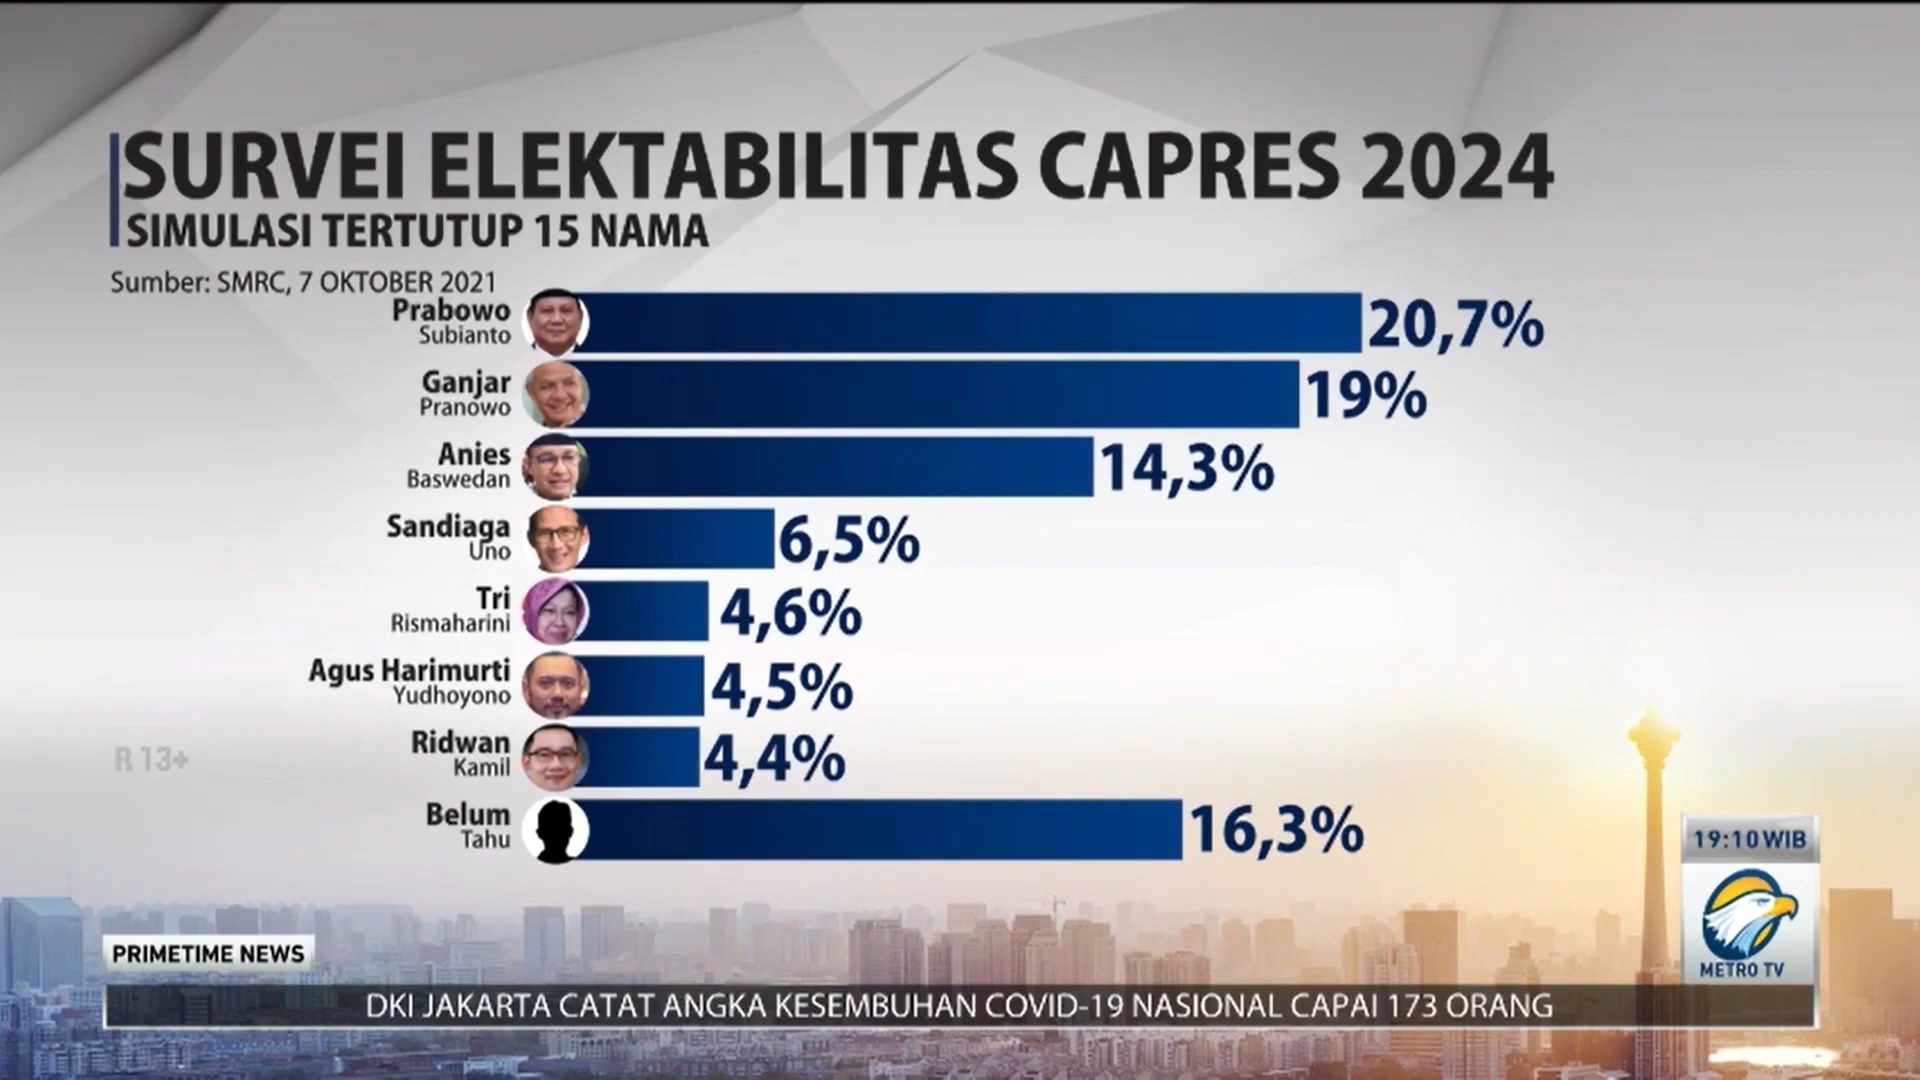 SURVEI ELEKTABILITAS CAPRES 2024
SIMULASI TERTUTUP 15 NAMA
Sumber: SMRC, 7 OKTOBER 2021
Prabowo
Subianto
20,7%
Ganjar
Pranowo
19%
Anies
Baswedan
14,3%
Sandiaga
Uno
6,5%
Tri
Rismaharini
4,6%
Agus Harimurti
Yudhoyono
4,5%
Ridwan
Kamil
4,4%
Belum
Tahu
16,3%
R 13+
19:10 WIB
METRO TV
PRIMETIME NEWS
DKI JAKARTA CATAT ANGKA KESEMBUHAN COVID-19 NASIONAL CAPAI 173 ORANG